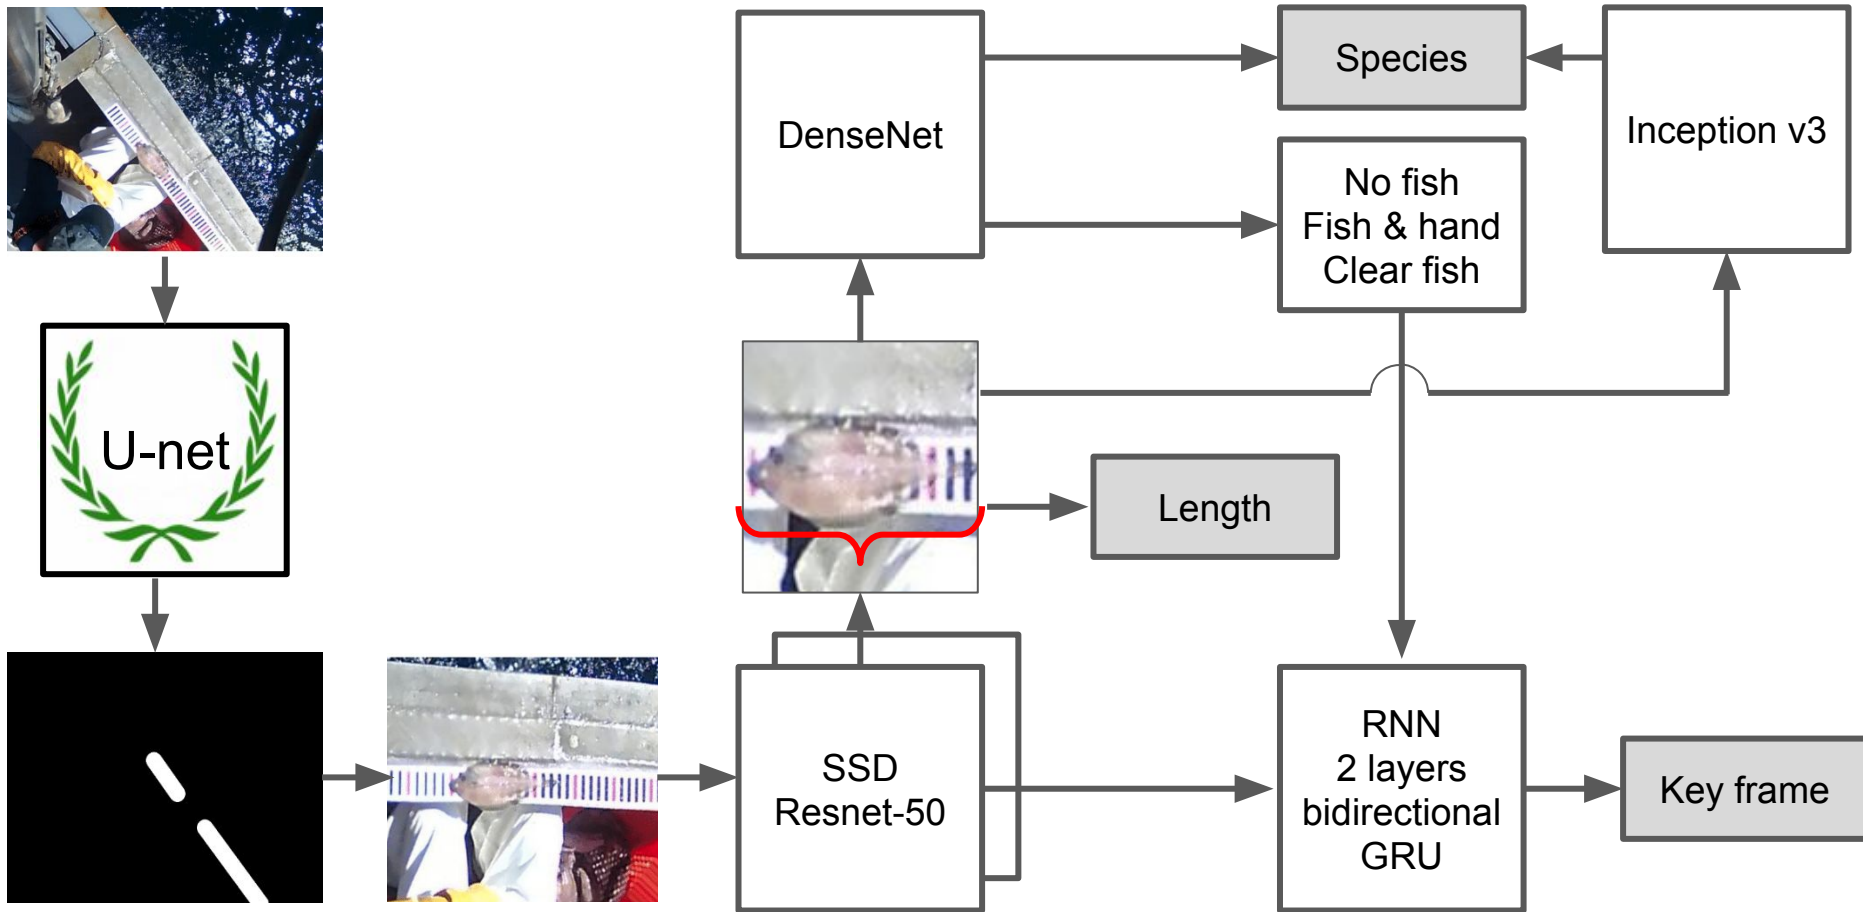 Species
DenseNet
Inception v3
No fish
Fish & hand
Clear fish
U-net
Length
SSD
Resnet-50
RNN
2 layers
bidirectional
GRU
Key frame